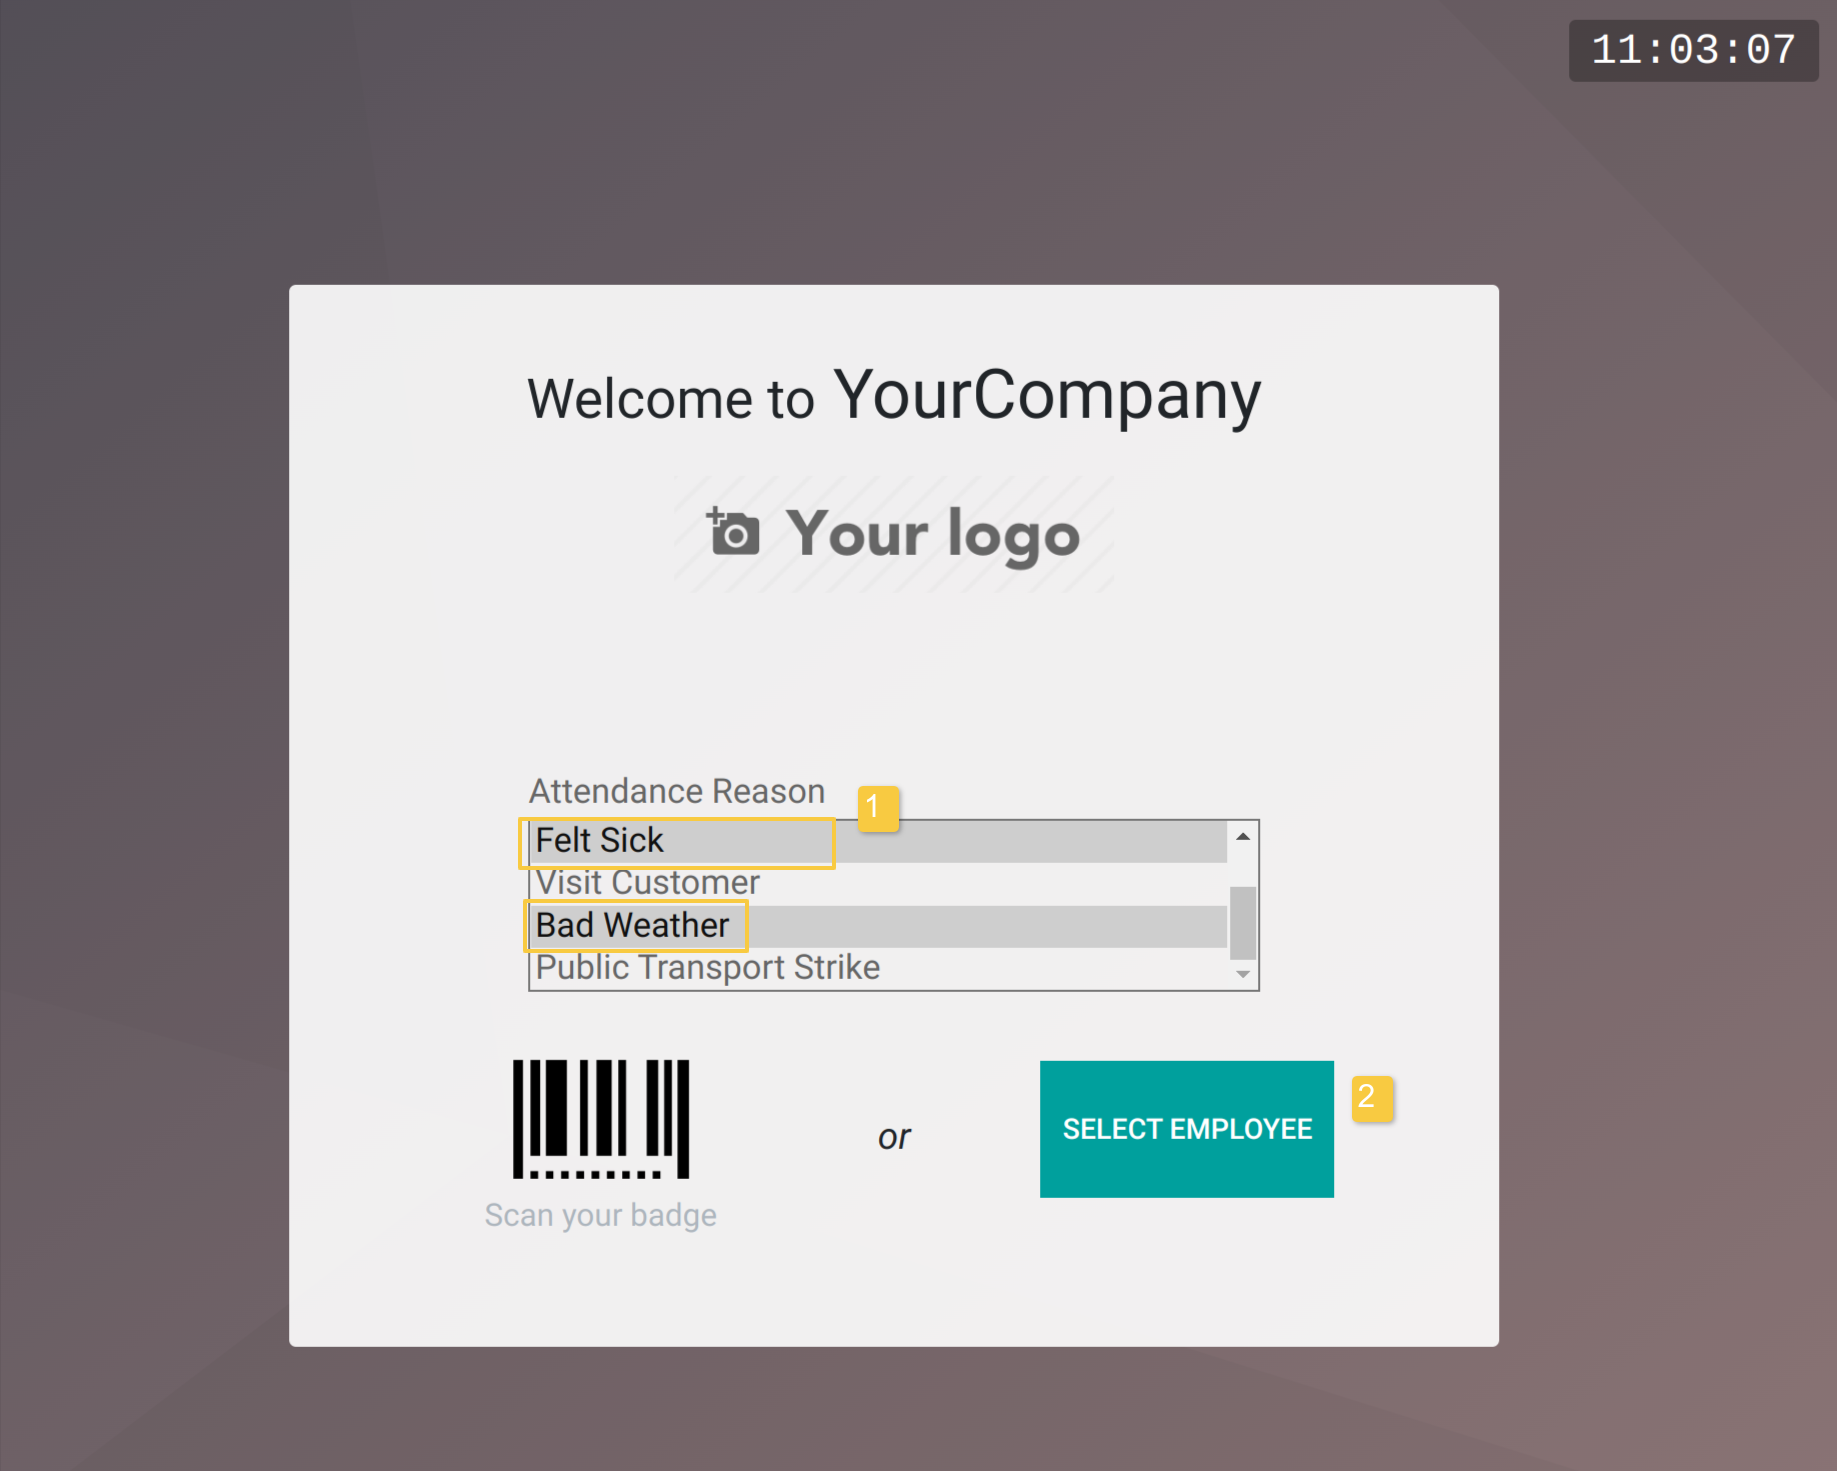 11:03:07
Welcome to YourCompany
Your logo
Attendance Reason
1
Felt Sick
Visit Customer
Bad Weather
Public Transport Strike
or
SELECT EMPLOYEE
2
Scan your badge